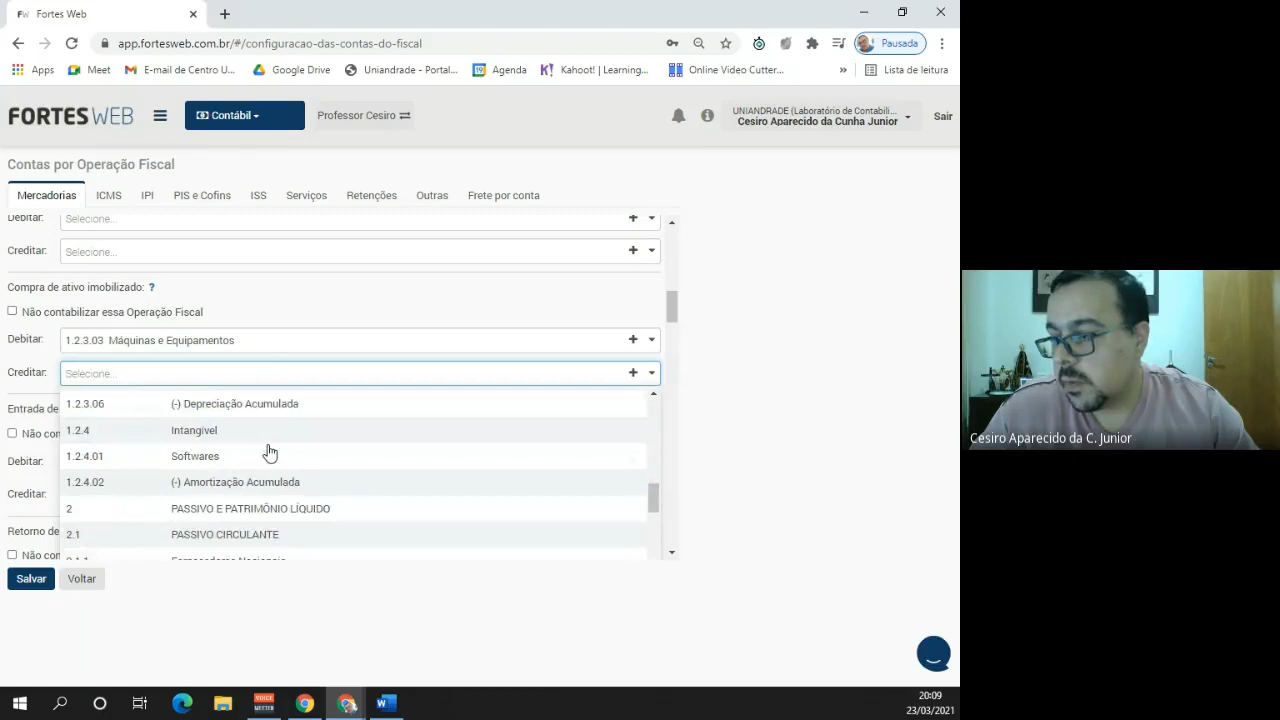 Fortes Web
app.fortesweb.com.br/#/configuracao-das-contas-do-fiscal
Pausada
Apps
Meet
E-mail de Centro U...
Google Drive
Uniandrade - Portal...
Agenda
Kahoot! | Learning...
Online Video Cutter...
»
Lista de leitura
FORTES WEB
Contábil
Professor Cesiro
UNIANDRADE (Laboratório de Contabili...
Cesiro Aparecido da Cunha Junior
Sair
Contas por Operação Fiscal
Mercadorias
ICMS
IPI
PIS e Cofins
ISS
Serviços
Retenções
Outras
Frete por conta
Debitar:
Selecione...
Creditar:
Selecione...
Compra de ativo imobilizado: ?
Não contabilizar essa Operação Fiscal
Debitar:
1.2.3.03 Máquinas e Equipamentos
Creditar:
Selecione...
1.2.3.06 (-) Depreciação Acumulada
Entrada de
1.2.4 Intangível
Não con
1.2.4.01 Softwares
Debitar:
1.2.4.02 (-) Amortização Acumulada
Creditar:
2 PASSIVO E PATRIMÔNIO LÍQUIDO
Retorno de
2.1 PASSIVO CIRCULANTE
Não con
Salvar
Voltar
Cesiro Aparecido da C. Junior
VOICE
MEETER
20:09
23/03/2021